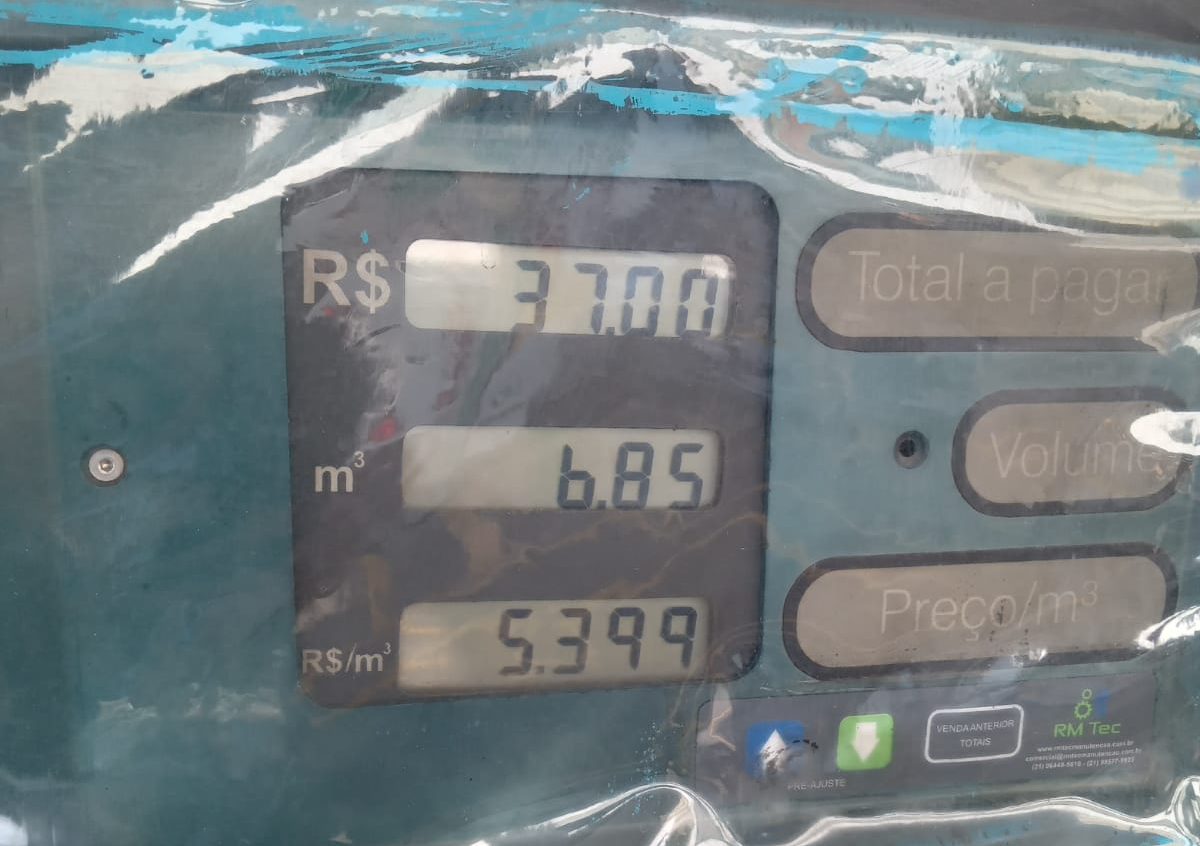 R$ 37.00
Total a pagar
m³ 6.85
Volume
R$/m³ 5.399
Preço/m³
VENDA ANTERIOR
TOTAIS
RM Tec
PRÉ-AJUSTE